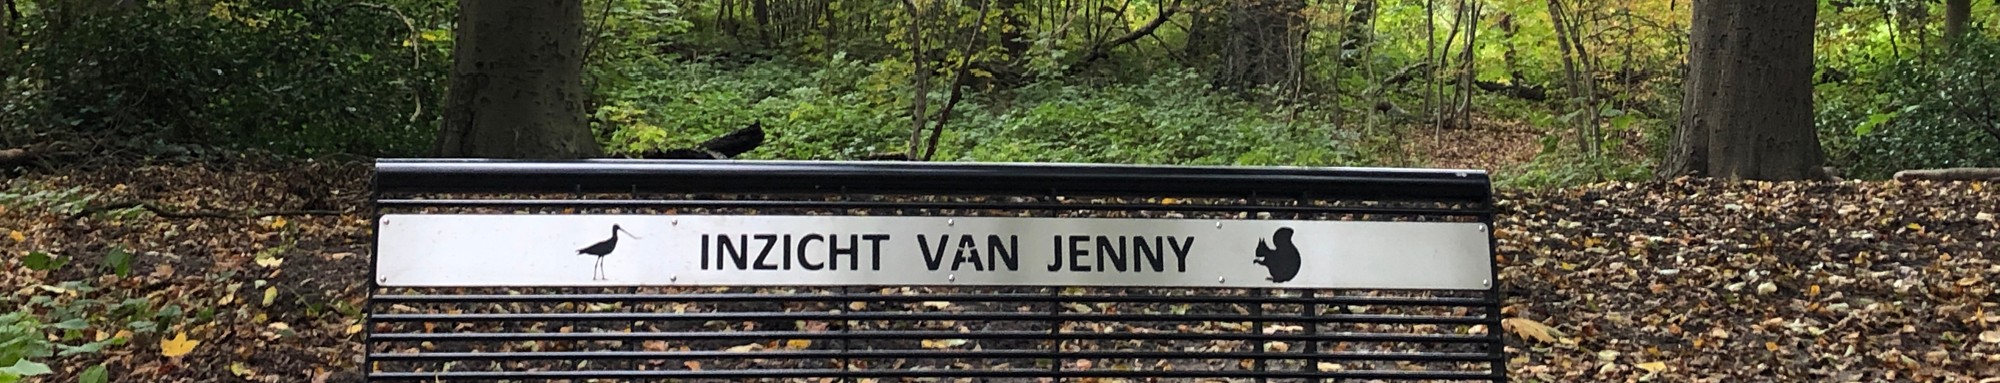 INZICHT VAN JENNY